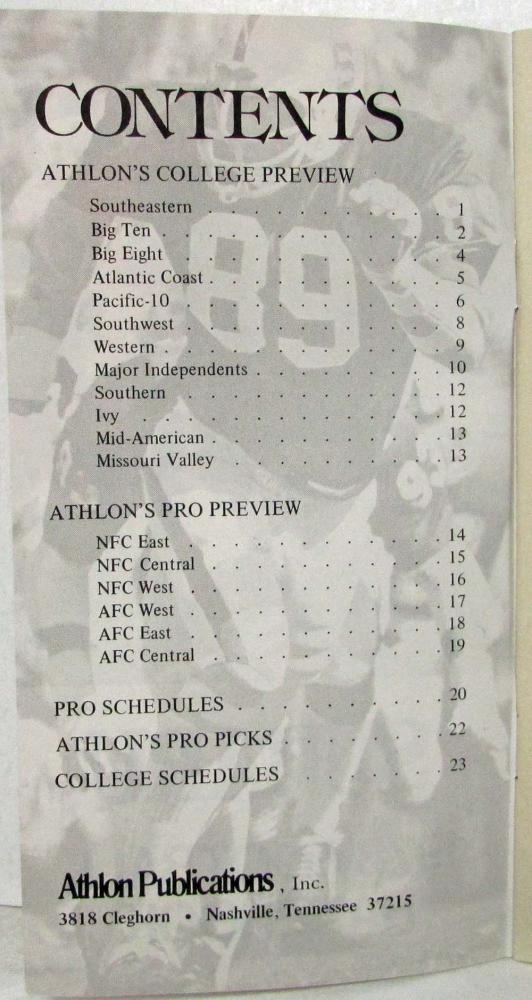 CONTENTS
ATHLON'S COLLEGE PREVIEW
Southeastern . . . . . . . . . . . 1
Big Ten . . . . . . . . . . . . 2
Big Eight . . . . . . . . . . . 4
Atlantic Coast . . . . . . . . . . 5
Pacific-10 . . . . . . . . . . . 6
Southwest . . . . . . . . . . . 8
Western . . . . . . . . . . . . 9
Major Independents . . . . . . . . 10
Southern . . . . . . . . . . . 12
Ivy . . . . . . . . . . . . 12
Mid-American . . . . . . . . . . 13
Missouri Valley . . . . . . . . . 13
ATHLON'S PRO PREVIEW
NFC East . . . . . . . . . . . 14
NFC Central . . . . . . . . . . 15
NFC West . . . . . . . . . . . 16
AFC West . . . . . . . . . . . 17
AFC East . . . . . . . . . . . 18
AFC Central . . . . . . . . . . 19
PRO SCHEDULES . . . . . . . . . 20
ATHLON'S PRO PICKS . . . . . . . 22
COLLEGE SCHEDULES . . . . . . 23
Athlon Publications, Inc.
3818 Cleghorn • Nashville, Tennessee 37215
89
9